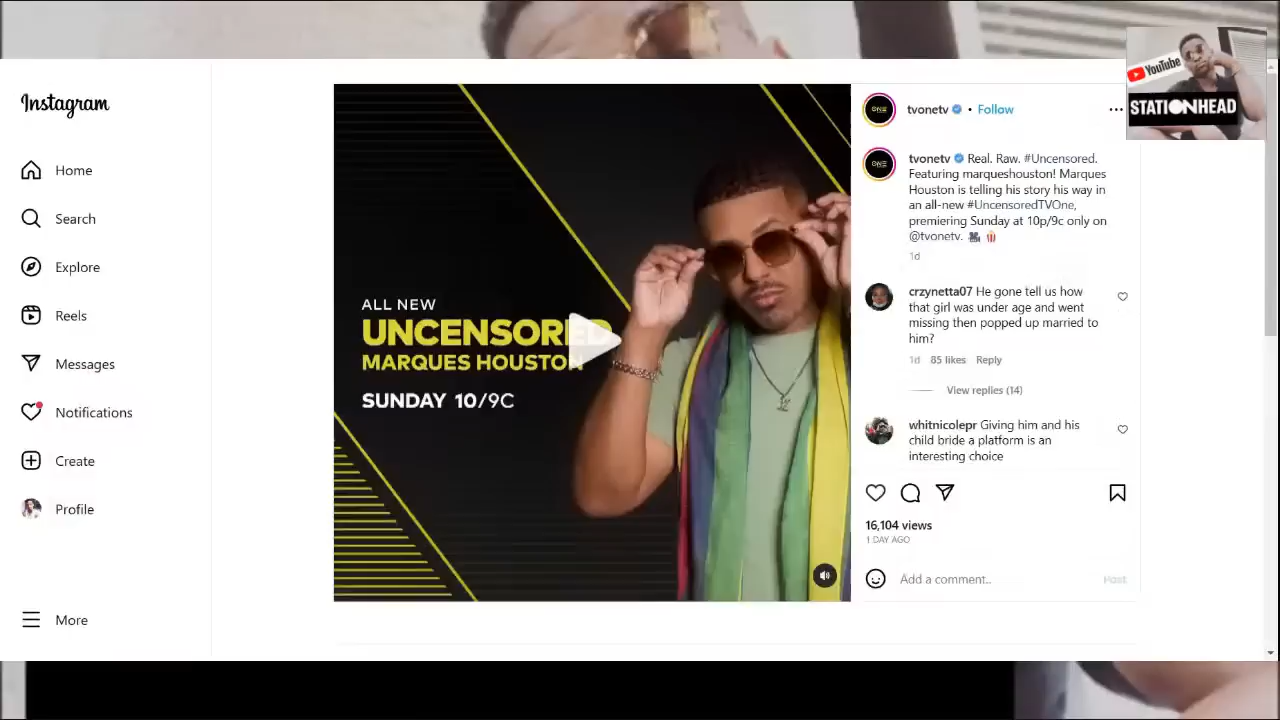 Instagram
Home
Search
Explore
Reels
Messages
Notifications
Create
Profile
More
ALL NEW
UNCENSORED
MARQUES HOUSTON
SUNDAY 10/9C
tvonetv • Follow
tvonetv Real. Raw. #Uncensored.
Featuring marqueshouston! Marques
Houston is telling his story his way in
an all-new #UncensoredTVOne,
premiering Sunday at 10p/9c only on
@tvonetv. 🎥 🍿
1d
crzynetta07 He gone tell us how
that girl was under age and went
missing then popped up married to
him?
1d 85 likes Reply
View replies (14)
whitnicolepr Giving him and his
child bride a platform is an
interesting choice
16,104 views
1 DAY AGO
Add a comment..
Post
YouTube
STATIONHEAD